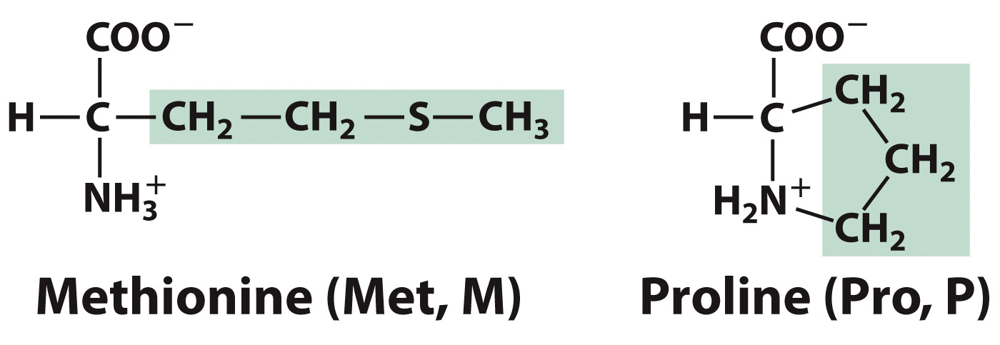 COO⁻
H—C—CH₂—CH₂—S—CH₃
NH₃⁺
Methionine (Met, M)
COO⁻
CH₂
H—C
CH₂
H₂N⁺
CH₂
Proline (Pro, P)